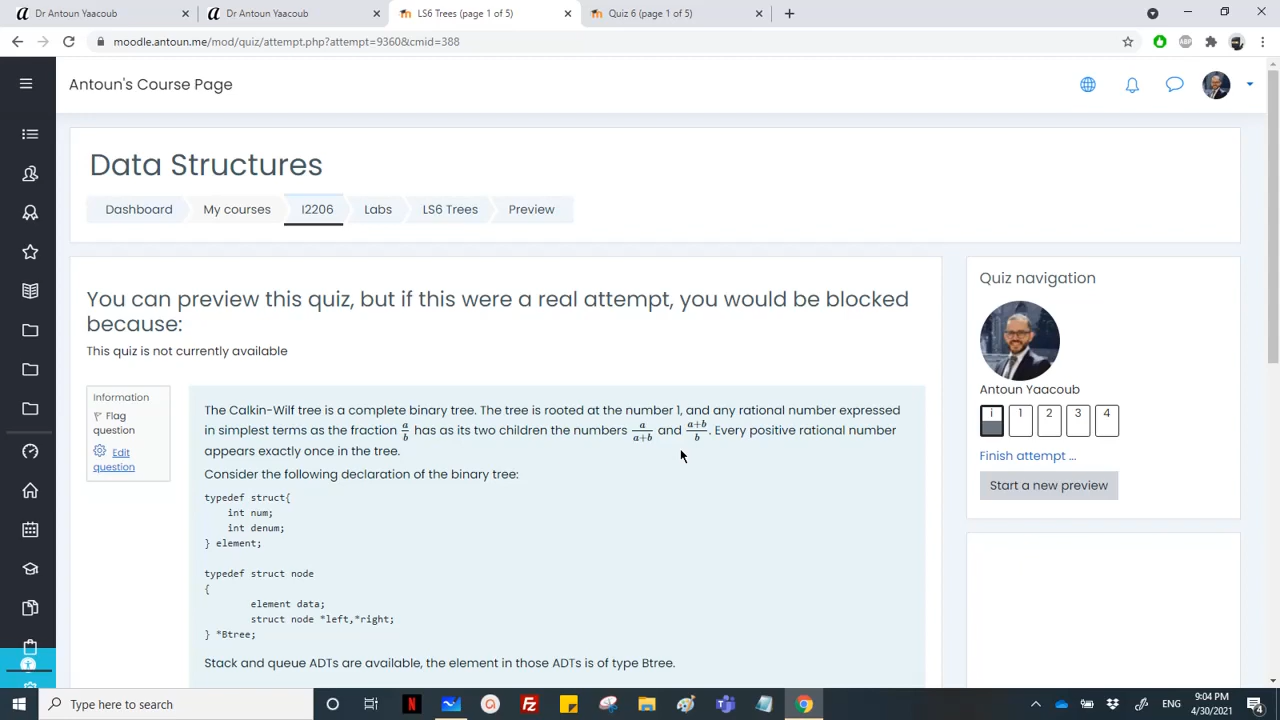 Dr Antoun Yaacoub
Dr Antoun Yaacoub
LS6 Trees (page 1 of 5)
Quiz 6 (page 1 of 5)
moodle.antoun.me/mod/quiz/attempt.php?attempt=9360&cmid=388
Antoun's Course Page
Data Structures
Dashboard
My courses
I2206
Labs
LS6 Trees
Preview
You can preview this quiz, but if this were a real attempt, you would be blocked
because:
This quiz is not currently available
Information
Flag
question
Edit
question
The Calkin-Wilf tree is a complete binary tree. The tree is rooted at the number 1, and any rational number expressed
in simplest terms as the fraction a/b has as its two children the numbers a/(a+b) and (a+b)/b. Every positive rational number
appears exactly once in the tree.
Consider the following declaration of the binary tree:
typedef struct{
int num;
int denum;
} element;
typedef struct node
{
element data;
struct node *left,*right;
} *Btree;
Stack and queue ADTs are available, the element in those ADTs is of type Btree.
Quiz navigation
Antoun Yaacoub
i 1 2 3 4
Finish attempt ...
Start a new preview
Type here to search
ENG
9:04 PM
4/30/2021
4